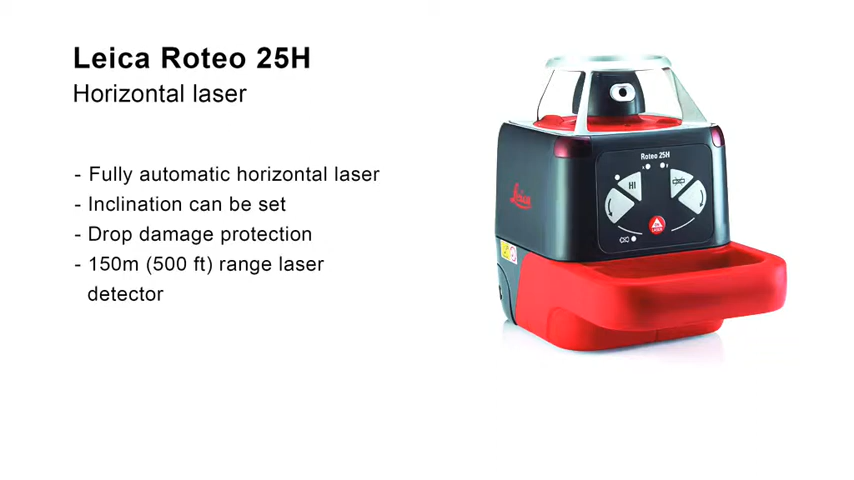 Leica Roteo 25H
Horizontal laser
- Fully automatic horizontal laser
- Inclination can be set
- Drop damage protection
- 150m (500 ft) range laser
detector
Roteo 25H
HI
Leica
LEICA